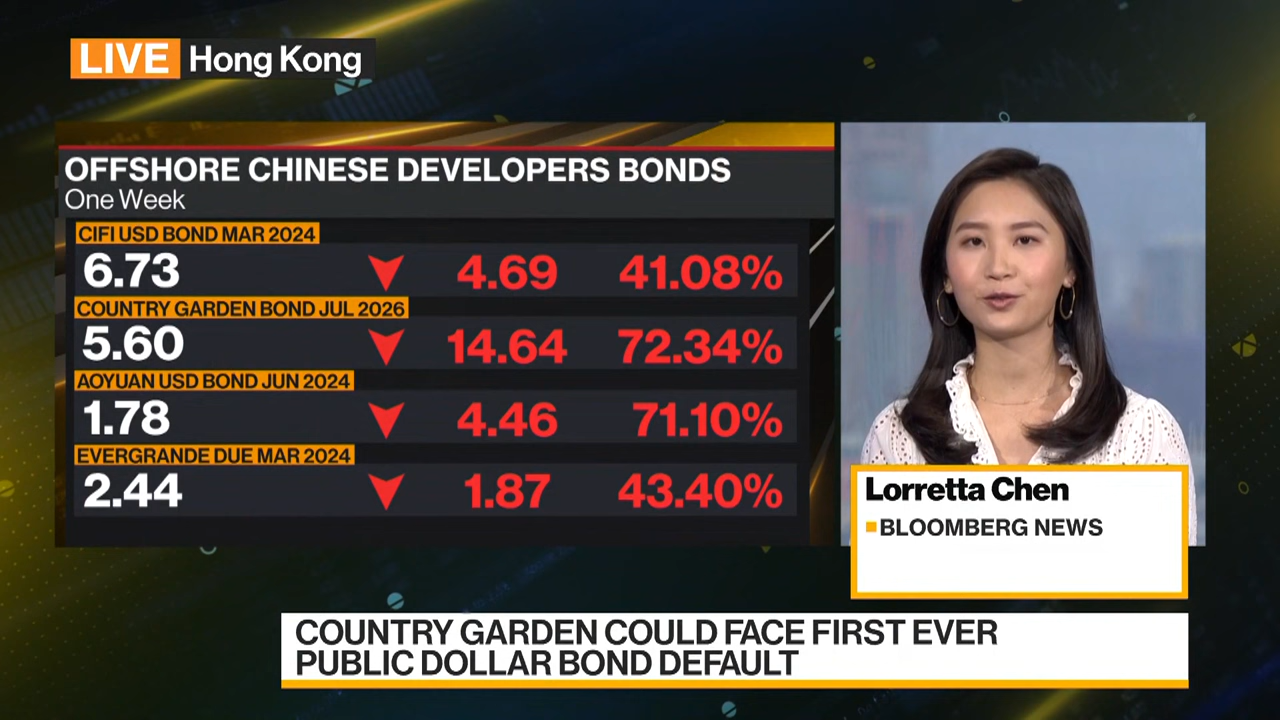 LIVE Hong Kong
OFFSHORE CHINESE DEVELOPERS BONDS
One Week
CIFI USD BOND MAR 2024
6.73 4.69 41.08%
COUNTRY GARDEN BOND JUL 2026
5.60 14.64 72.34%
AOYUAN USD BOND JUN 2024
1.78 4.46 71.10%
EVERGRANDE DUE MAR 2024
2.44 1.87 43.40%
Lorretta Chen
BLOOMBERG NEWS
COUNTRY GARDEN COULD FACE FIRST EVER
PUBLIC DOLLAR BOND DEFAULT